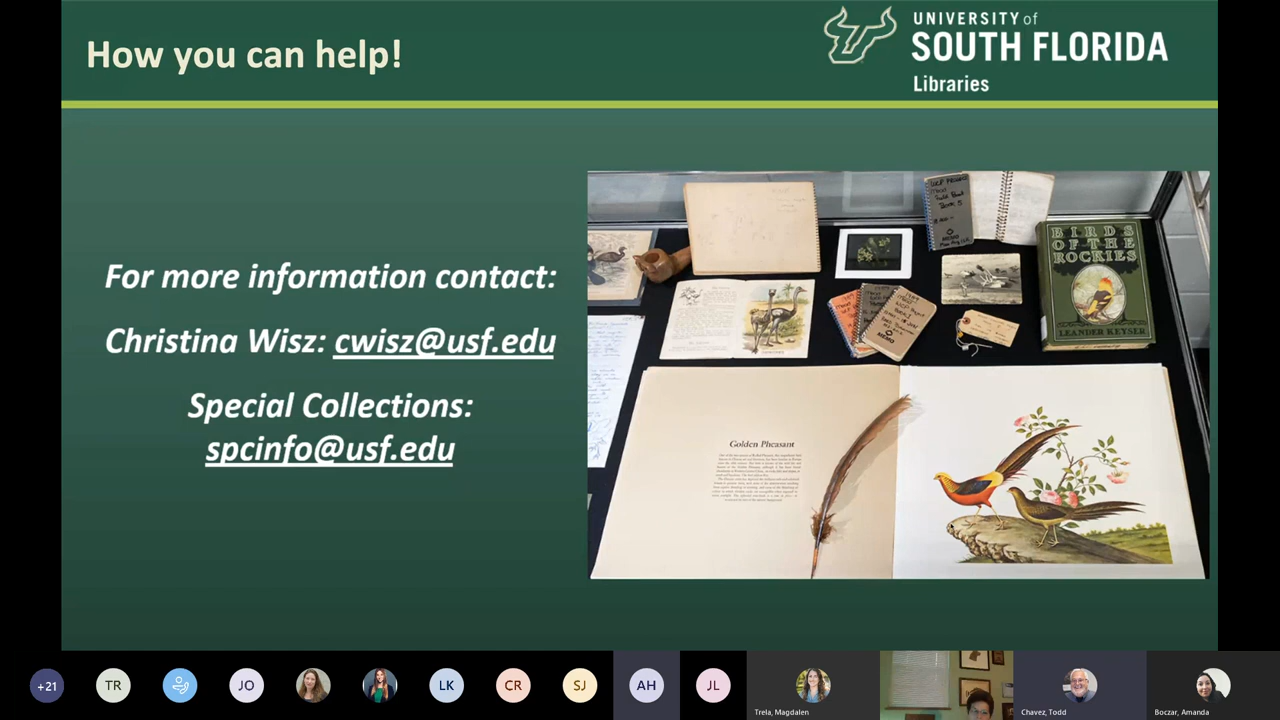 How you can help!
UNIVERSITY of
SOUTH FLORIDA
Libraries
For more information contact:
Christina Wisz: cwisz@usf.edu
Special Collections:
spcinfo@usf.edu
BIRDS
OF THE
ROCKIES
LEANDER KEYSER
Golden Pheasant
+21
TR
JO
LK
CR
SJ
AH
JL
Trela, Magdalen
Chavez, Todd
Boczar, Amanda